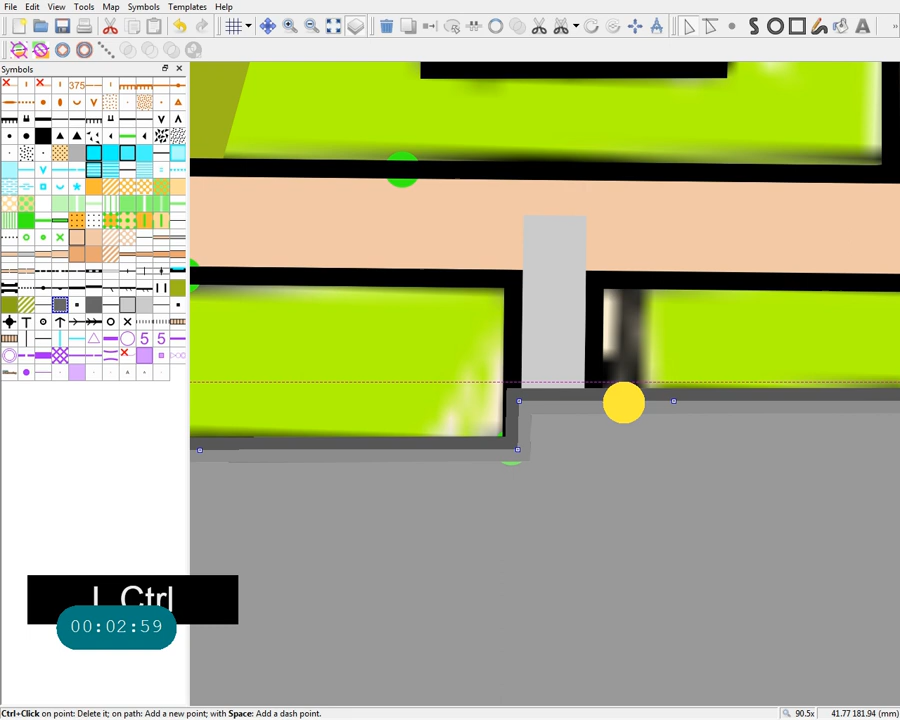 File Edit View Tools Map Symbols Templates Help
Symbols
375
5 5
L Ctrl
00:02:59
Ctrl+Click on point: Delete it; on path: Add a new point; with Space: Add a dash point. 90.5x 41.77 181.94 (mm)